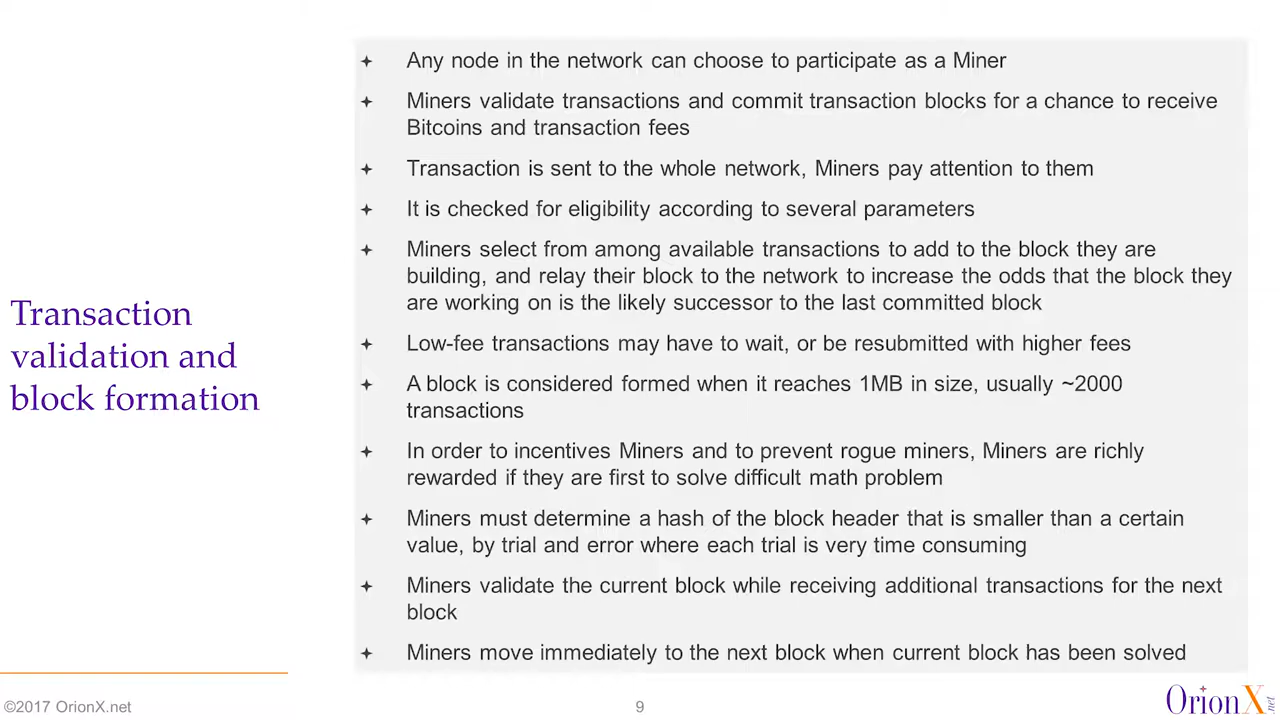 Transaction
validation and
block formation
Any node in the network can choose to participate as a Miner
Miners validate transactions and commit transaction blocks for a chance to receive
Bitcoins and transaction fees
Transaction is sent to the whole network, Miners pay attention to them
It is checked for eligibility according to several parameters
Miners select from among available transactions to add to the block they are
building, and relay their block to the network to increase the odds that the block they
are working on is the likely successor to the last committed block
Low-fee transactions may have to wait, or be resubmitted with higher fees
A block is considered formed when it reaches 1MB in size, usually ~2000
transactions
In order to incentives Miners and to prevent rogue miners, Miners are richly
rewarded if they are first to solve difficult math problem
Miners must determine a hash of the block header that is smaller than a certain
value, by trial and error where each trial is very time consuming
Miners validate the current block while receiving additional transactions for the next
block
Miners move immediately to the next block when current block has been solved
©2017 OrionX.net
9
OrionX.net